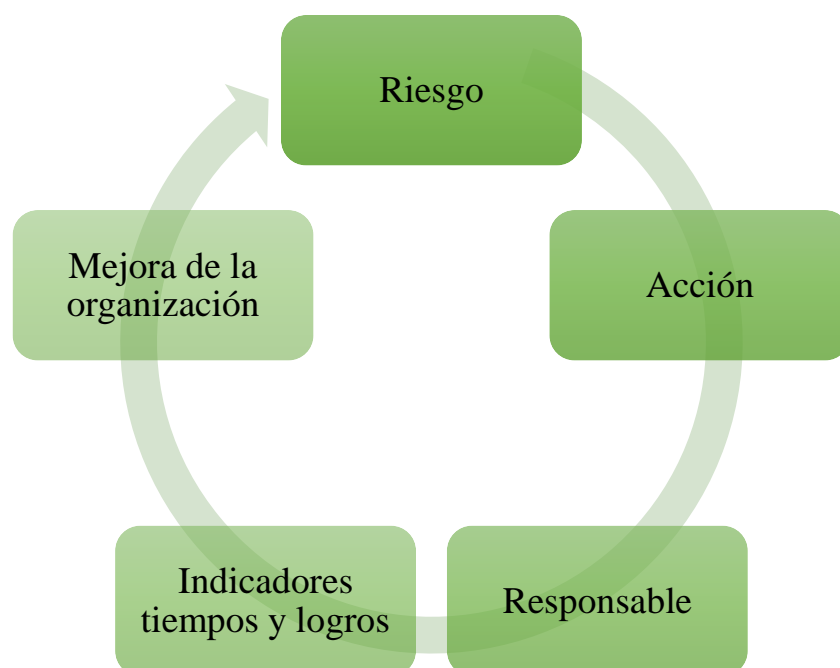 Riesgo
Acción
Responsable
Indicadores
tiempos y logros
Mejora de la
organización